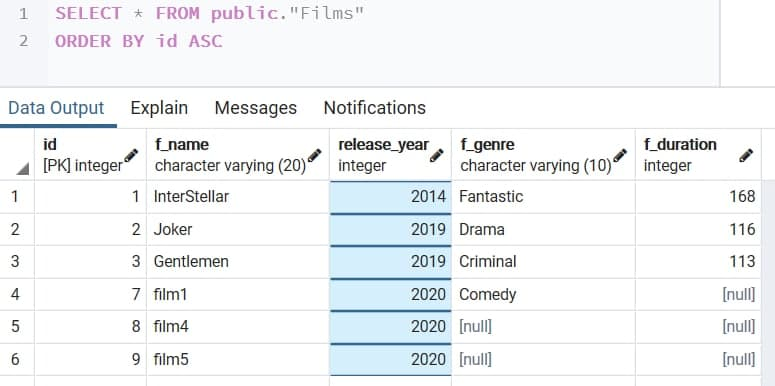 1 SELECT * FROM public."Films"
2 ORDER BY id ASC
Data Output Explain Messages Notifications
id f_name release_year f_genre f_duration
[PK] integer character varying (20) integer character varying (10) integer
1 1 InterStellar 2014 Fantastic 168
2 2 Joker 2019 Drama 116
3 3 Gentlemen 2019 Criminal 113
4 7 film1 2020 Comedy [null]
5 8 film4 2020 [null] [null]
6 9 film5 2020 [null] [null]